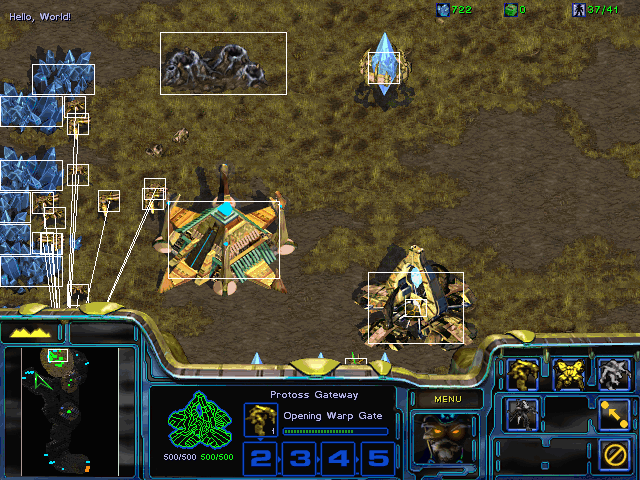 Hello, World!
722
0
37/41
Protoss Gateway
Opening Warp Gate
1
2 3 4 5
500/500 500/500
MENU